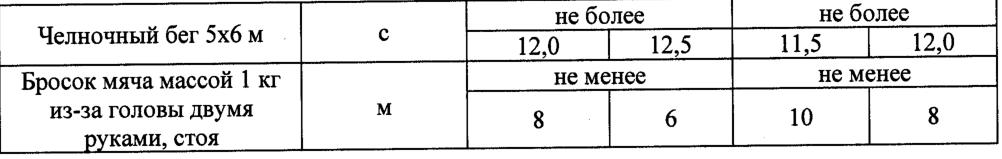 Челночный бег 5х6 м с не более не более
12,0 12,5 11,5 12,0
Бросок мяча массой 1 кг из-за головы двумя руками, стоя м не менее не менее
8 6 10 8